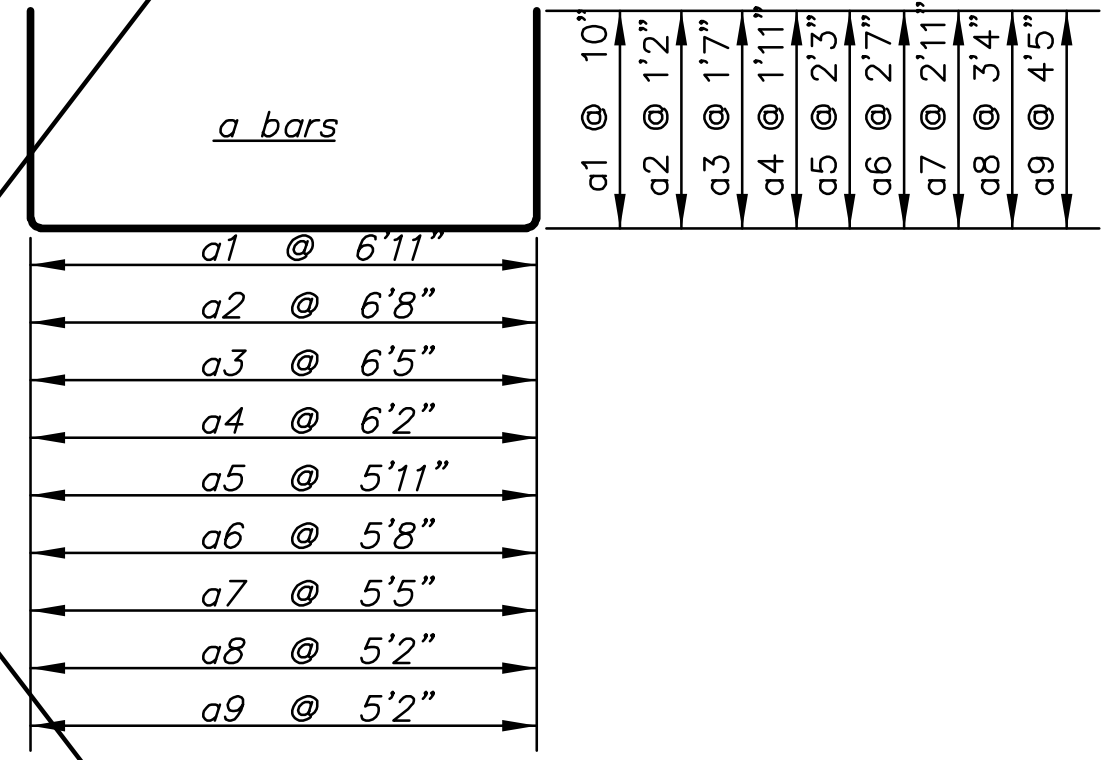 a bars
a1 @ 10”
a2 @ 1’2”
a3 @ 1’7”
a4 @ 1’11”
a5 @ 2’3”
a6 @ 2’7”
a7 @ 2’11”
a8 @ 3’4”
a9 @ 4’5”
a1 @ 6’11”
a2 @ 6’8”
a3 @ 6’5”
a4 @ 6’2”
a5 @ 5’11”
a6 @ 5’8”
a7 @ 5’5”
a8 @ 5’2”
a9 @ 5’2”